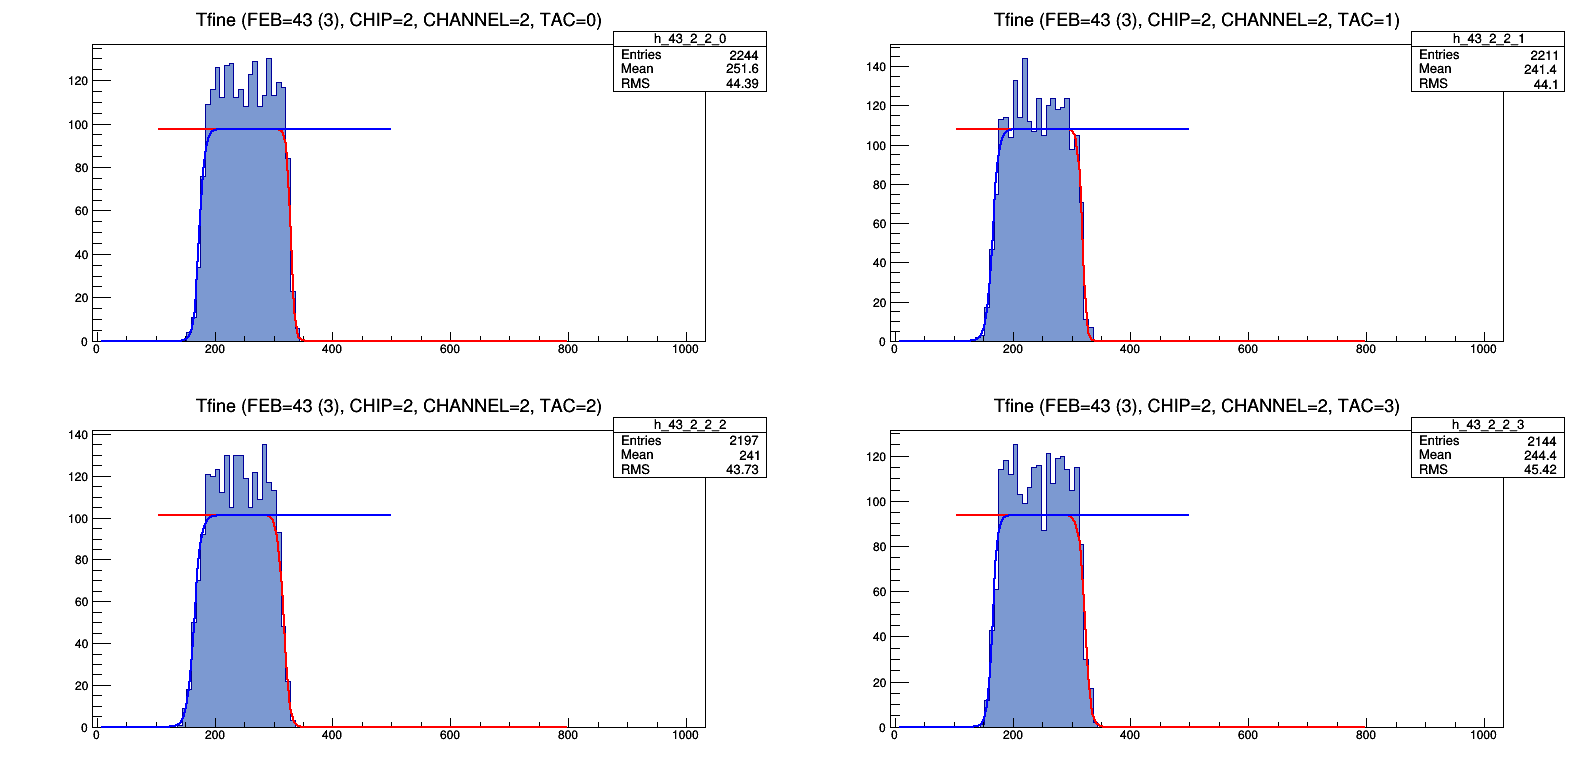 Tfine (FEB=43 (3), CHIP=2, CHANNEL=2, TAC=0)
h_43_2_2_0
Entries 2244
Mean 251.6
RMS 44.39
120
100
80
60
40
20
0
0 200 400 600 800 1000
Tfine (FEB=43 (3), CHIP=2, CHANNEL=2, TAC=1)
h_43_2_2_1
Entries 2211
Mean 241.4
RMS 44.1
140
120
100
80
60
40
20
0
0 200 400 600 800 1000
Tfine (FEB=43 (3), CHIP=2, CHANNEL=2, TAC=2)
h_43_2_2_2
Entries 2197
Mean 241
RMS 43.73
140
120
100
80
60
40
20
0
0 200 400 600 800 1000
Tfine (FEB=43 (3), CHIP=2, CHANNEL=2, TAC=3)
h_43_2_2_3
Entries 2144
Mean 244.4
RMS 45.42
120
100
80
60
40
20
0
0 200 400 600 800 1000